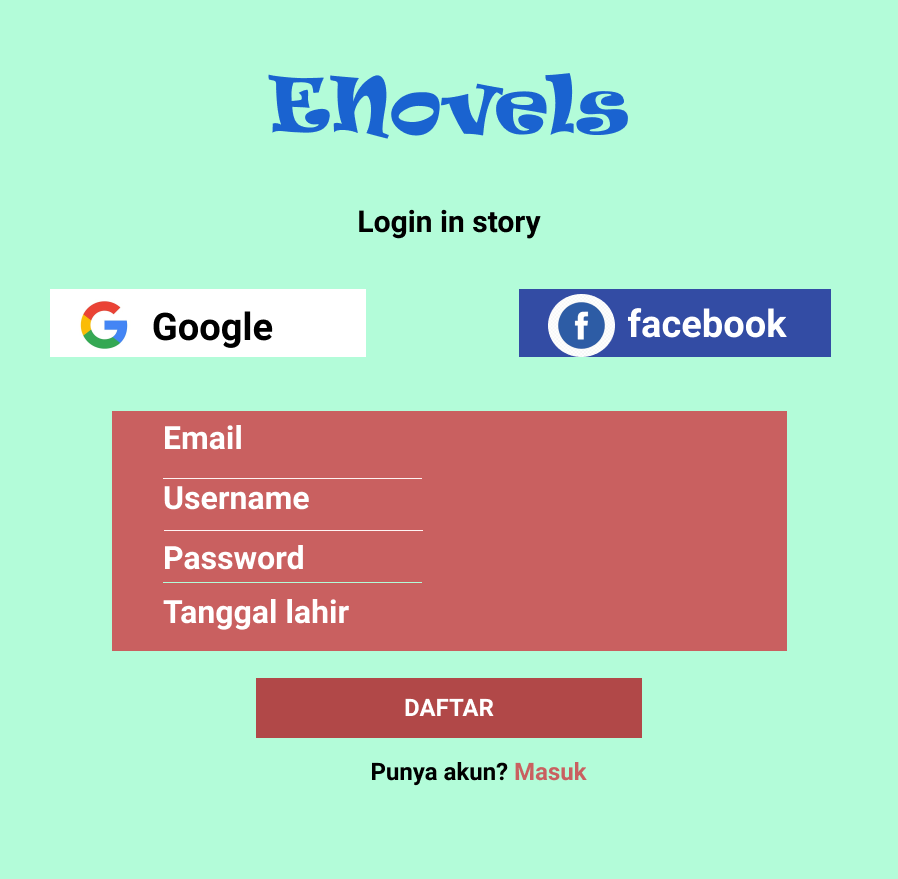 ENovels
Login in story
Google
facebook
Email
Username
Password
Tanggal lahir
DAFTAR
Punya akun? Masuk